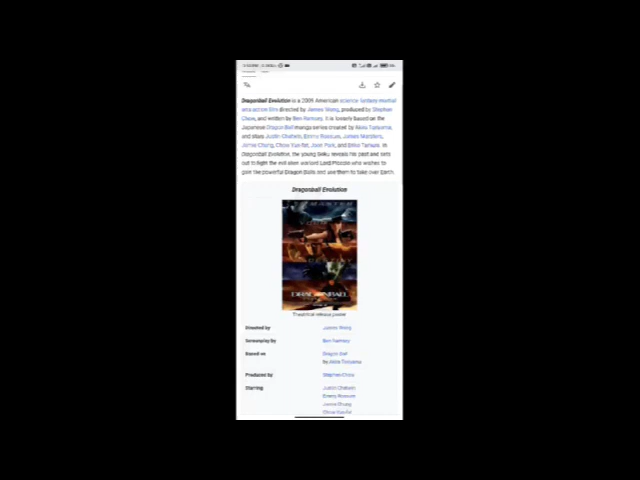 Dragonball Evolution is a 2009 American science fantasy martial
arts action film directed by James Wong, produced by Stephen
Chow, and written by Ben Ramsey. It is loosely based on the
Japanese Dragon Ball manga series created by Akira Toriyama,
and stars Justin Chatwin, Emmy Rossum, James Marsters,
Jamie Chung, Chow Yun-fat, Joon Park, and
Dragonball Evolution, the young Goku reveals his past and sets
out to fight the evil alien warlord Lord Piccolo who wishes to
gain the powerful Dragon Balls and use them to take over Earth.
Dragonball Evolution
DRAGONBALL
Theatrical release poster
Directed by
James Wong
Screenplay by
Ben Ramsey
Based on
Dragon Ball
by Akira Toriyama
Produced by
Stephen Chow
Starring
Justin Chatwin
Emmy Rossum
Jamie Chung
Chow Yun-fat